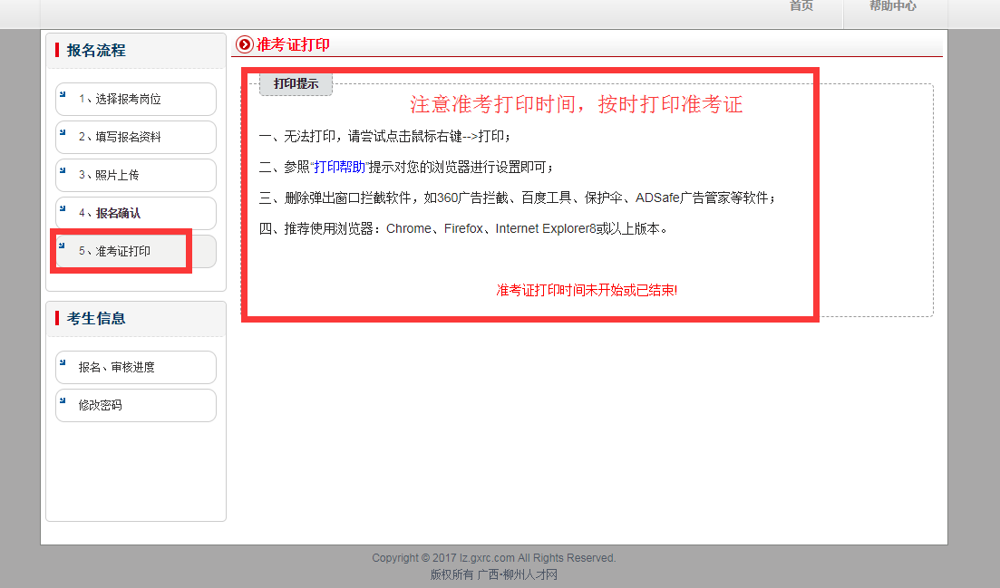 首页
帮助中心
报名流程
1、选择报考岗位
2、填写报名资料
3、照片上传
4、报名确认
5、准考证打印
考生信息
报名、审核进度
修改密码
准考证打印
打印提示
注意准考打印时间，按时打印准考证
一、无法打印，请尝试点击鼠标右键-->打印；
二、参照“打印帮助”提示对您的浏览器进行设置即可；
三、删除弹出窗口拦截软件，如360广告拦截、百度工具、保护伞、ADSafe广告管家等软件；
四、推荐使用浏览器：Chrome、Firefox、Internet Explorer8或以上版本。
准考证打印时间未开始或已结束!
Copyright © 2017 lz.gxrc.com All Rights Reserved.
版权所有 广西•柳州人才网